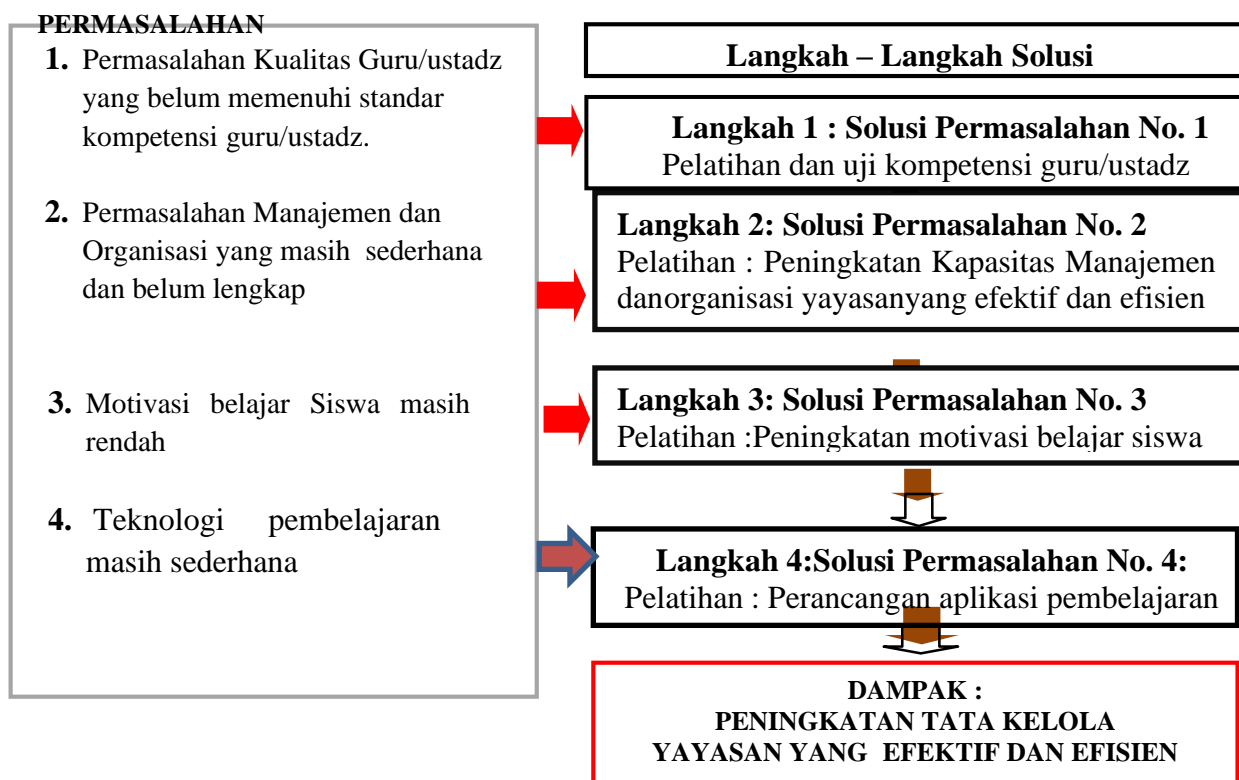 PERMASALAHAN
1. Permasalahan Kualitas Guru/ustadz
yang belum memenuhi standar
kompetensi guru/ustadz.
2. Permasalahan Manajemen dan
Organisasi yang masih sederhana
dan belum lengkap
3. Motivasi belajar Siswa masih
rendah
4. Teknologi pembelajaran
masih sederhana
Langkah – Langkah Solusi
Langkah 1 : Solusi Permasalahan No. 1
Pelatihan dan uji kompetensi guru/ustadz
Langkah 2: Solusi Permasalahan No. 2
Pelatihan : Peningkatan Kapasitas Manajemen
danorganisasi yayasanyang efektif dan efisien
Langkah 3: Solusi Permasalahan No. 3
Pelatihan :Peningkatan motivasi belajar siswa
Langkah 4:Solusi Permasalahan No. 4:
Pelatihan : Perancangan aplikasi pembelajaran
DAMPAK :
PENINGKATAN TATA KELOLA
YAYASAN YANG EFEKTIF DAN EFISIEN